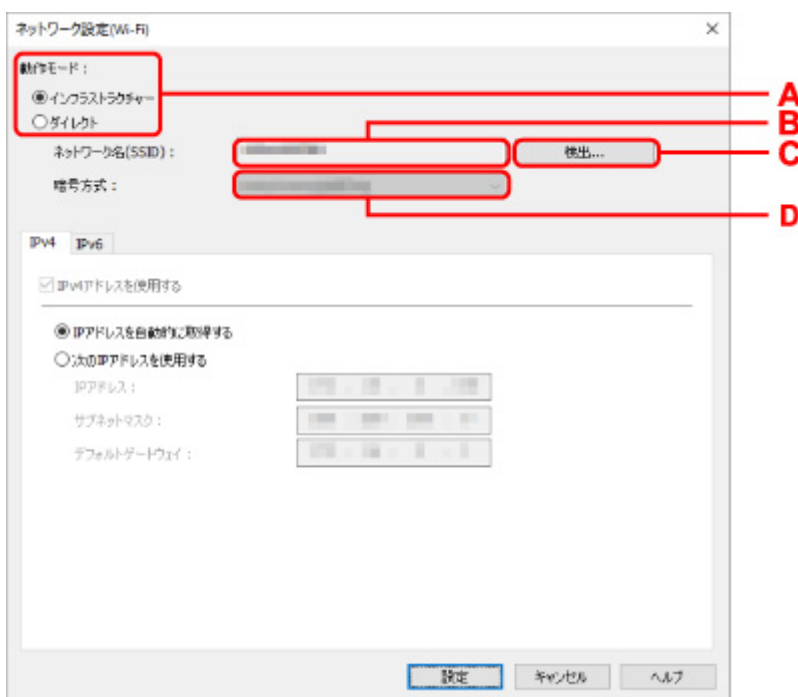 ネットワーク設定(Wi-Fi)
動作モード：
インフラストラクチャー
A
ダイレクト
B
ネットワーク名(SSID)：
検出...
C
暗号方式：
D
IPv4 IPv6
IPv4アドレスを使用する
IPアドレスを自動的に取得する
次のIPアドレスを使用する
IPアドレス：
サブネットマスク：
デフォルトゲートウェイ：
設定 キャンセル ヘルプ